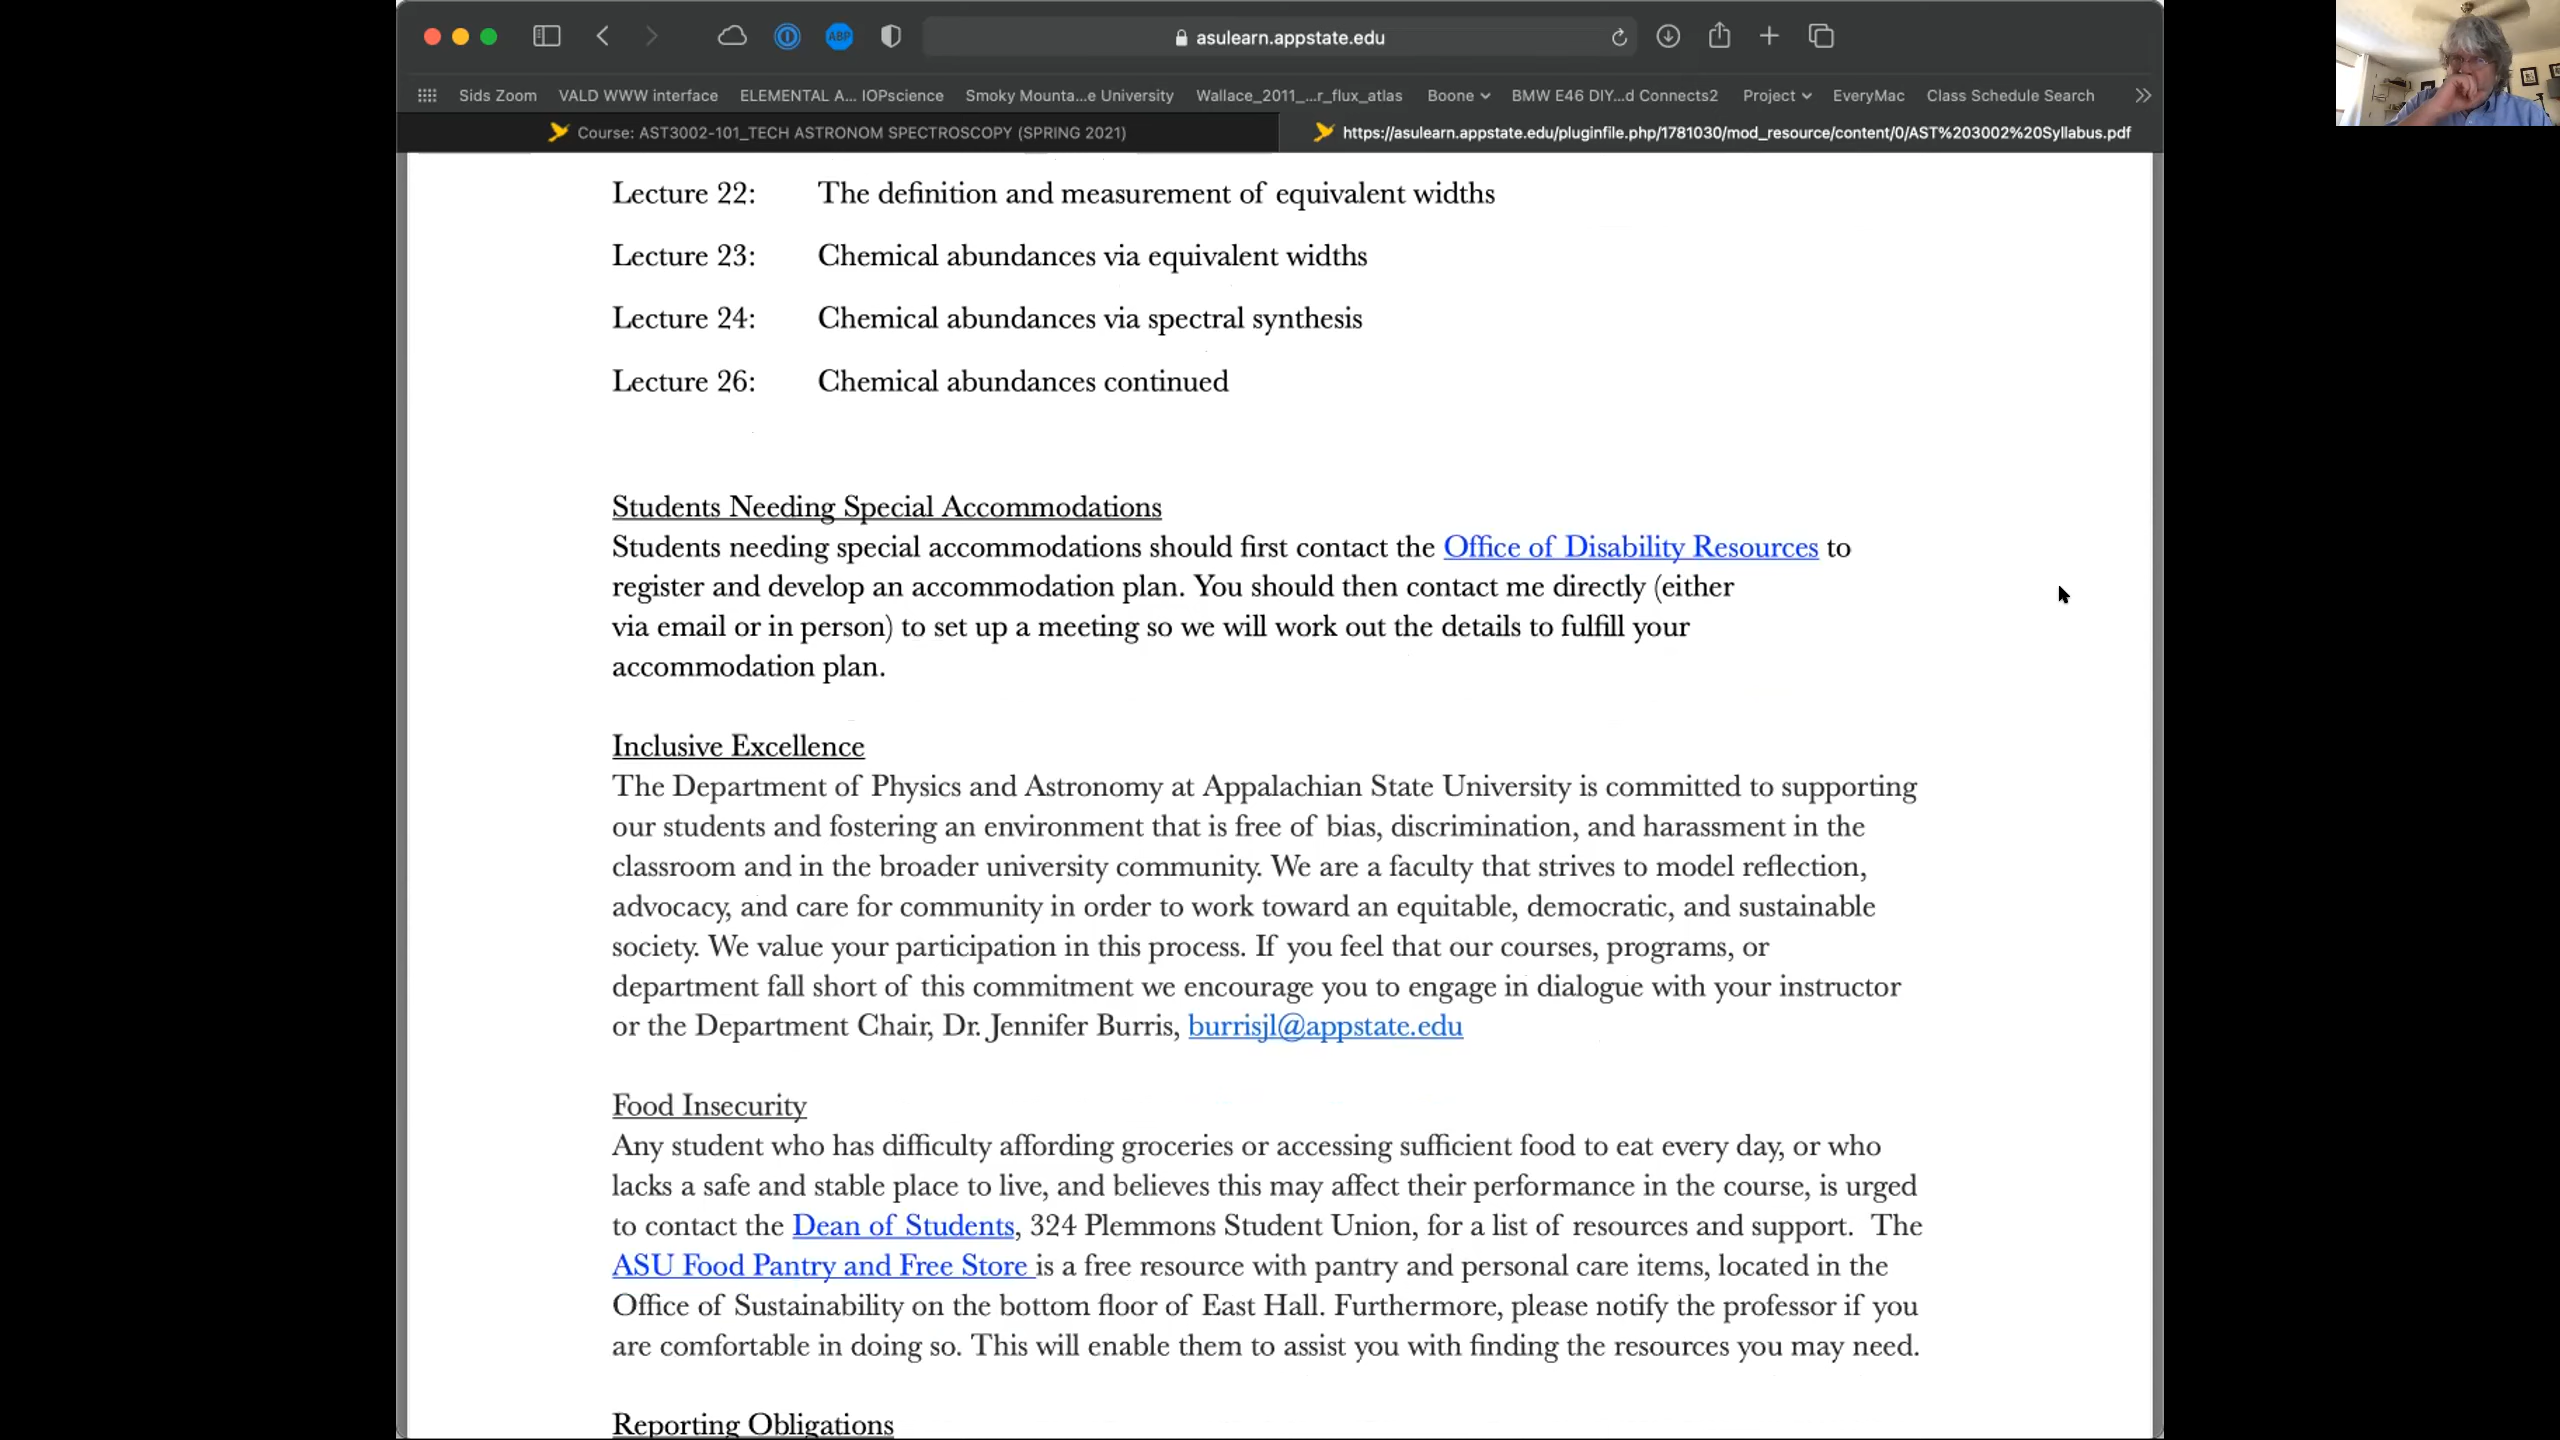 ABP
asulearn.appstate.edu
Sids Zoom
VALD WWW interface
ELEMENTAL A... IOPscience
Smoky Mounta...e University
Wallace_2011_...r_flux_atlas
Boone
BMW E46 DIY...d Connects2
Project
EveryMac
Class Schedule Search
Course: AST3002-101_TECH ASTRONOM SPECTROSCOPY (SPRING 2021)
https://asulearn.appstate.edu/pluginfile.php/1781030/mod_resource/content/0/AST%203002%20Syllabus.pdf
Lecture 22: The definition and measurement of equivalent widths
Lecture 23: Chemical abundances via equivalent widths
Lecture 24: Chemical abundances via spectral synthesis
Lecture 26: Chemical abundances continued
Students Needing Special Accommodations
Students needing special accommodations should first contact the Office of Disability Resources to
register and develop an accommodation plan. You should then contact me directly (either
via email or in person) to set up a meeting so we will work out the details to fulfill your
accommodation plan.
Inclusive Excellence
The Department of Physics and Astronomy at Appalachian State University is committed to supporting
our students and fostering an environment that is free of bias, discrimination, and harassment in the
classroom and in the broader university community. We are a faculty that strives to model reflection,
advocacy, and care for community in order to work toward an equitable, democratic, and sustainable
society. We value your participation in this process. If you feel that our courses, programs, or
department fall short of this commitment we encourage you to engage in dialogue with your instructor
or the Department Chair, Dr. Jennifer Burris, burrisjl@appstate.edu
Food Insecurity
Any student who has difficulty affording groceries or accessing sufficient food to eat every day, or who
lacks a safe and stable place to live, and believes this may affect their performance in the course, is urged
to contact the Dean of Students, 324 Plemmons Student Union, for a list of resources and support. The
ASU Food Pantry and Free Store is a free resource with pantry and personal care items, located in the
Office of Sustainability on the bottom floor of East Hall. Furthermore, please notify the professor if you
are comfortable in doing so. This will enable them to assist you with finding the resources you may need.
Reporting Obligations